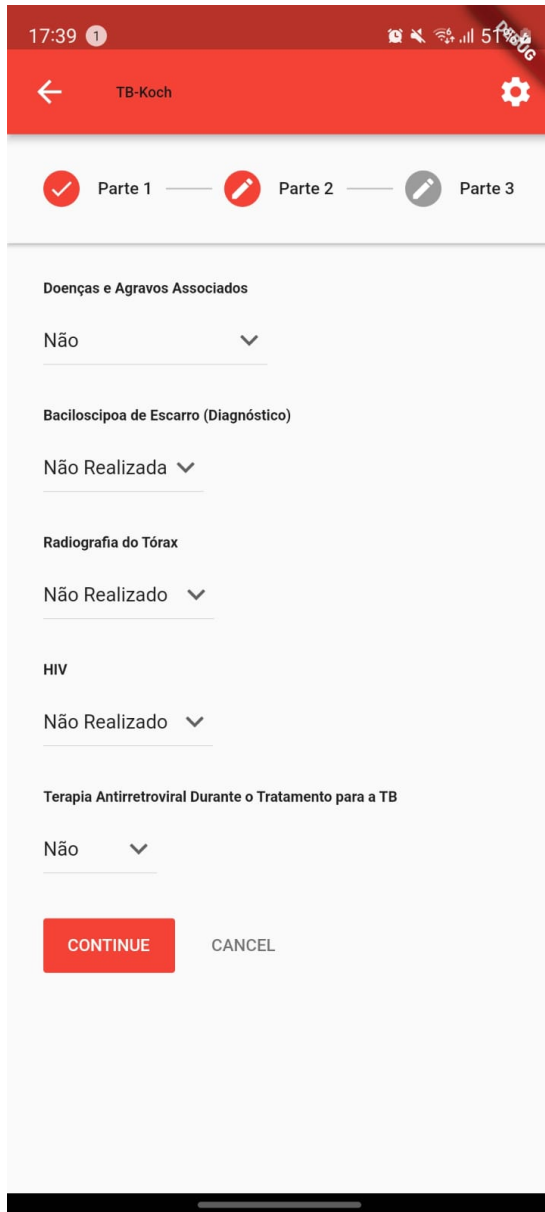 17:39 1
51%
DEBUG
TB-Koch
Parte 1
Parte 2
Parte 3
Doenças e Agravos Associados
Não
Baciloscipoa de Escarro (Diagnóstico)
Não Realizada
Radiografia do Tórax
Não Realizado
HIV
Não Realizado
Terapia Antirretroviral Durante o Tratamento para a TB
Não
CONTINUE CANCEL